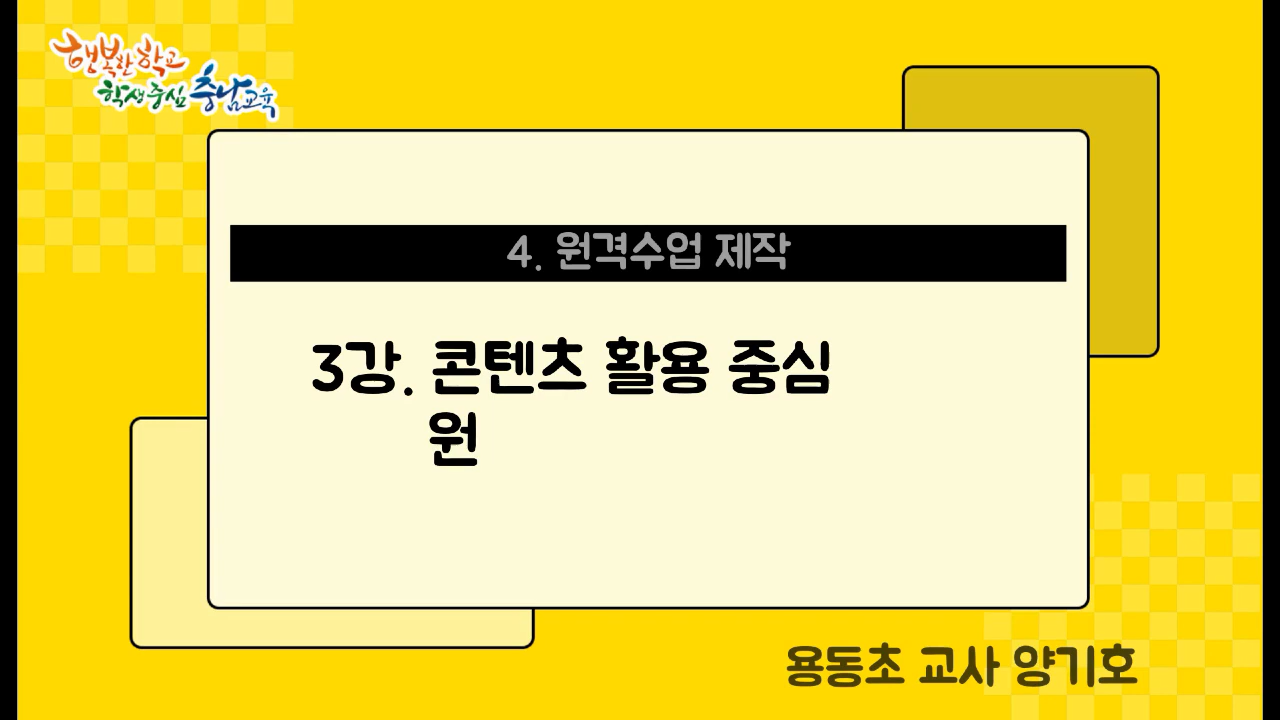 행복한 학교
학생중심 충남교육
4. 원격수업 제작
3강. 콘텐츠 활용 중심
원
용동초 교사 양기호